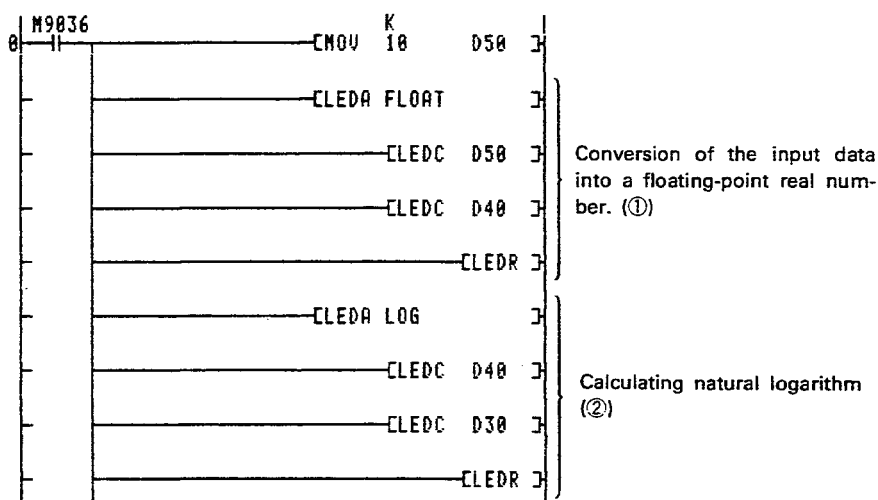 M9036
K
0 MOV 10 D50
LEDA FLOAT
LEDC D50
LEDC D40
LEDR
LEDA LOG
LEDC D40
LEDC D30
LEDR
Conversion of the input data
into a floating-point real num-
ber. (①)
Calculating natural logarithm
(②)